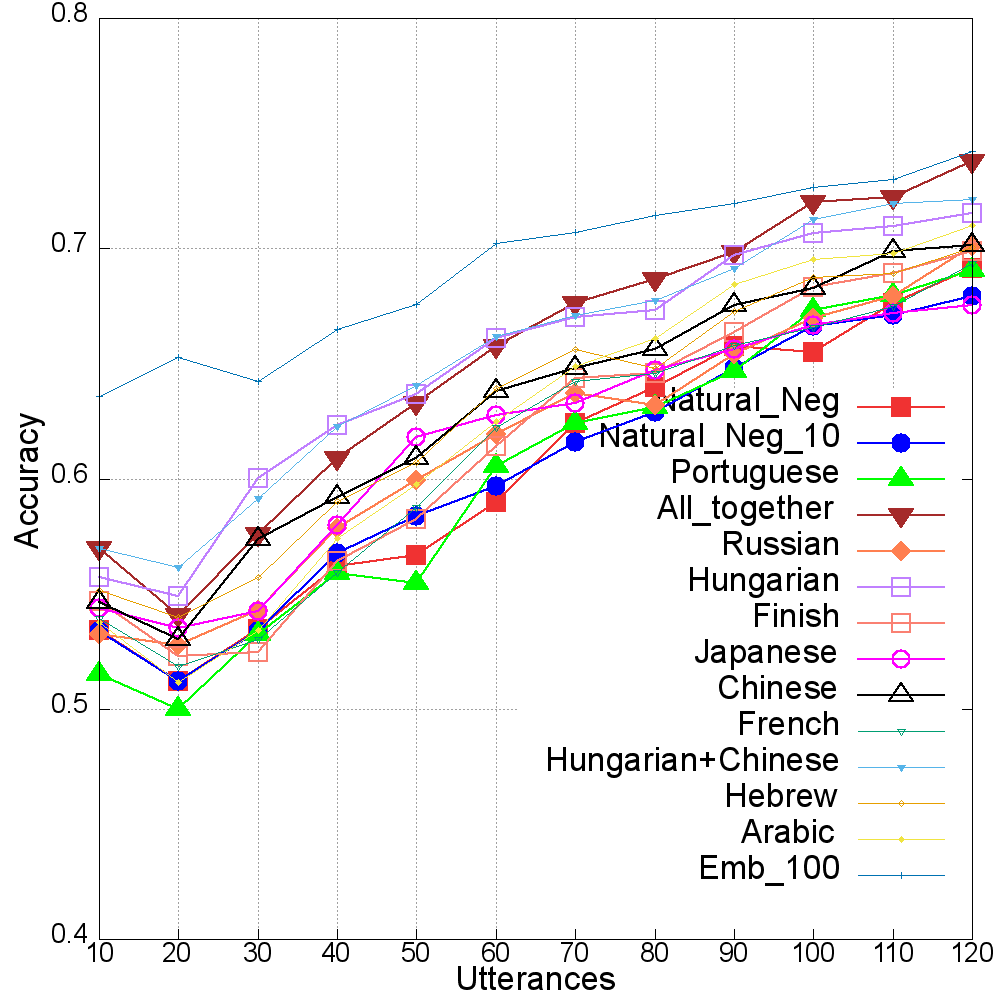 0.8
0.7
0.6
0.5
0.4
Accuracy
10 20 30 40 50 60 70 80 90 100 110 120
Utterances
Natural_Neg
Natural_Neg_10
Portuguese
All_together
Russian
Hungarian
Finish
Japanese
Chinese
French
Hungarian+Chinese
Hebrew
Arabic
Emb_100